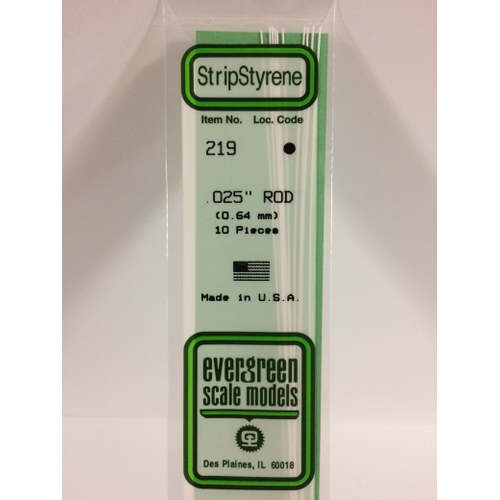 StripStyrene
Item No. Loc. Code
219 ●
.025" ROD
(0.64 mm)
10 Pieces
Made in U.S.A.
evergreen
scale models
Des Plaines, IL 60018